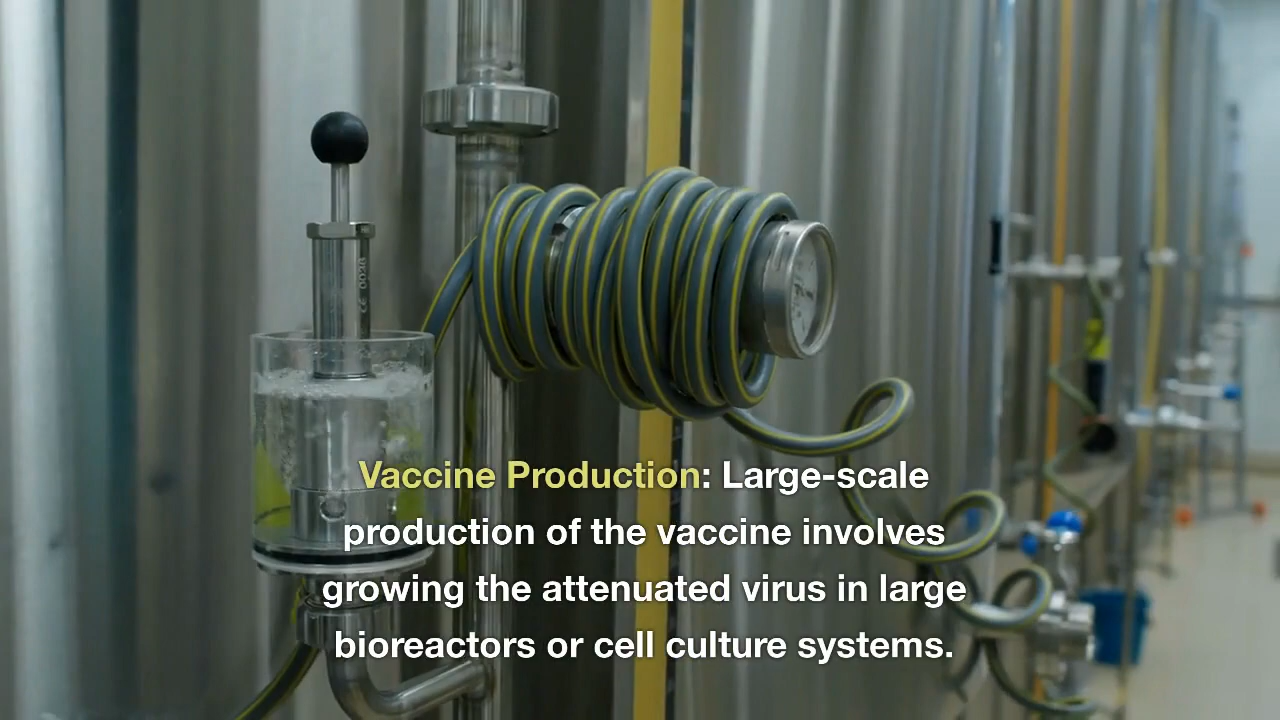 Vaccine Production: Large-scale
production of the vaccine involves
growing the attenuated virus in large
bioreactors or cell culture systems.